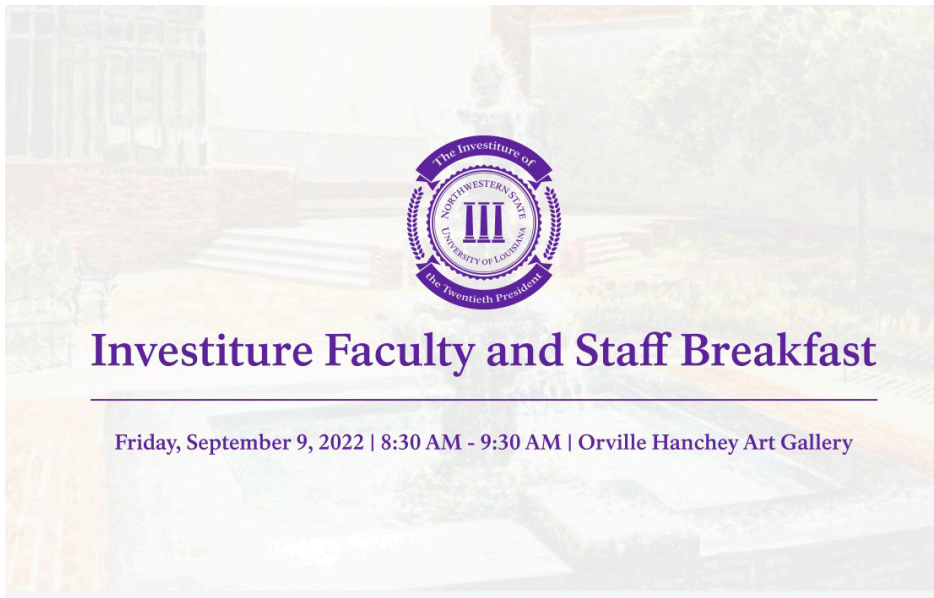 The Investiture of
NORTHWESTERN STATE
UNIVERSITY OF LOUISIANA
the Twentieth President
Investiture Faculty and Staff Breakfast
Friday, September 9, 2022 | 8:30 AM - 9:30 AM | Orville Hanchey Art Gallery